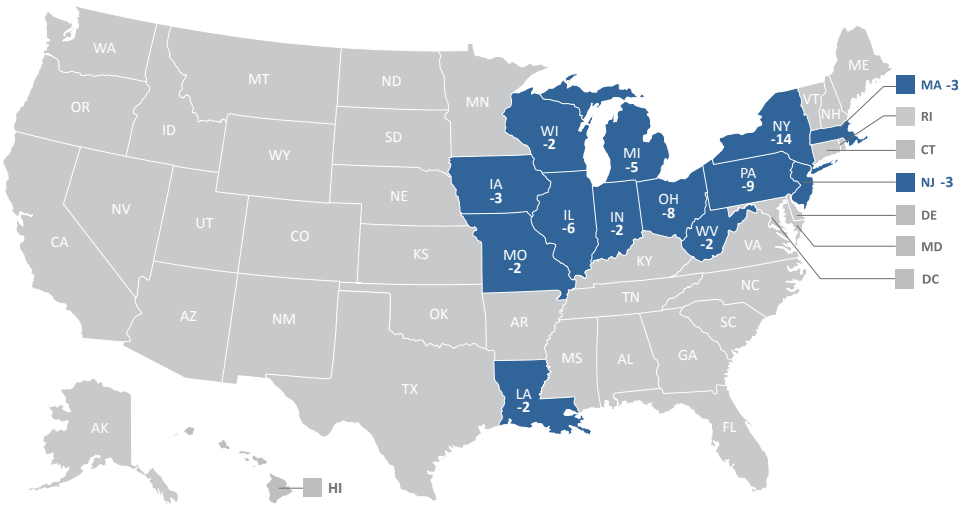 WA
MT
ND
MN
ME
OR
ID
SD
WI
-2
MI
-5
VT
NH
NY
-14
MA -3
RI
CT
NJ -3
DE
MD
DC
WY
NE
IA
-3
PA
-9
OH
-8
IL
-6
IN
-2
WV
-2
VA
NV
UT
CO
KS
MO
-2
KY
CA
AZ
NM
OK
AR
TN
NC
SC
MS
AL
GA
TX
LA
-2
FL
AK
HI